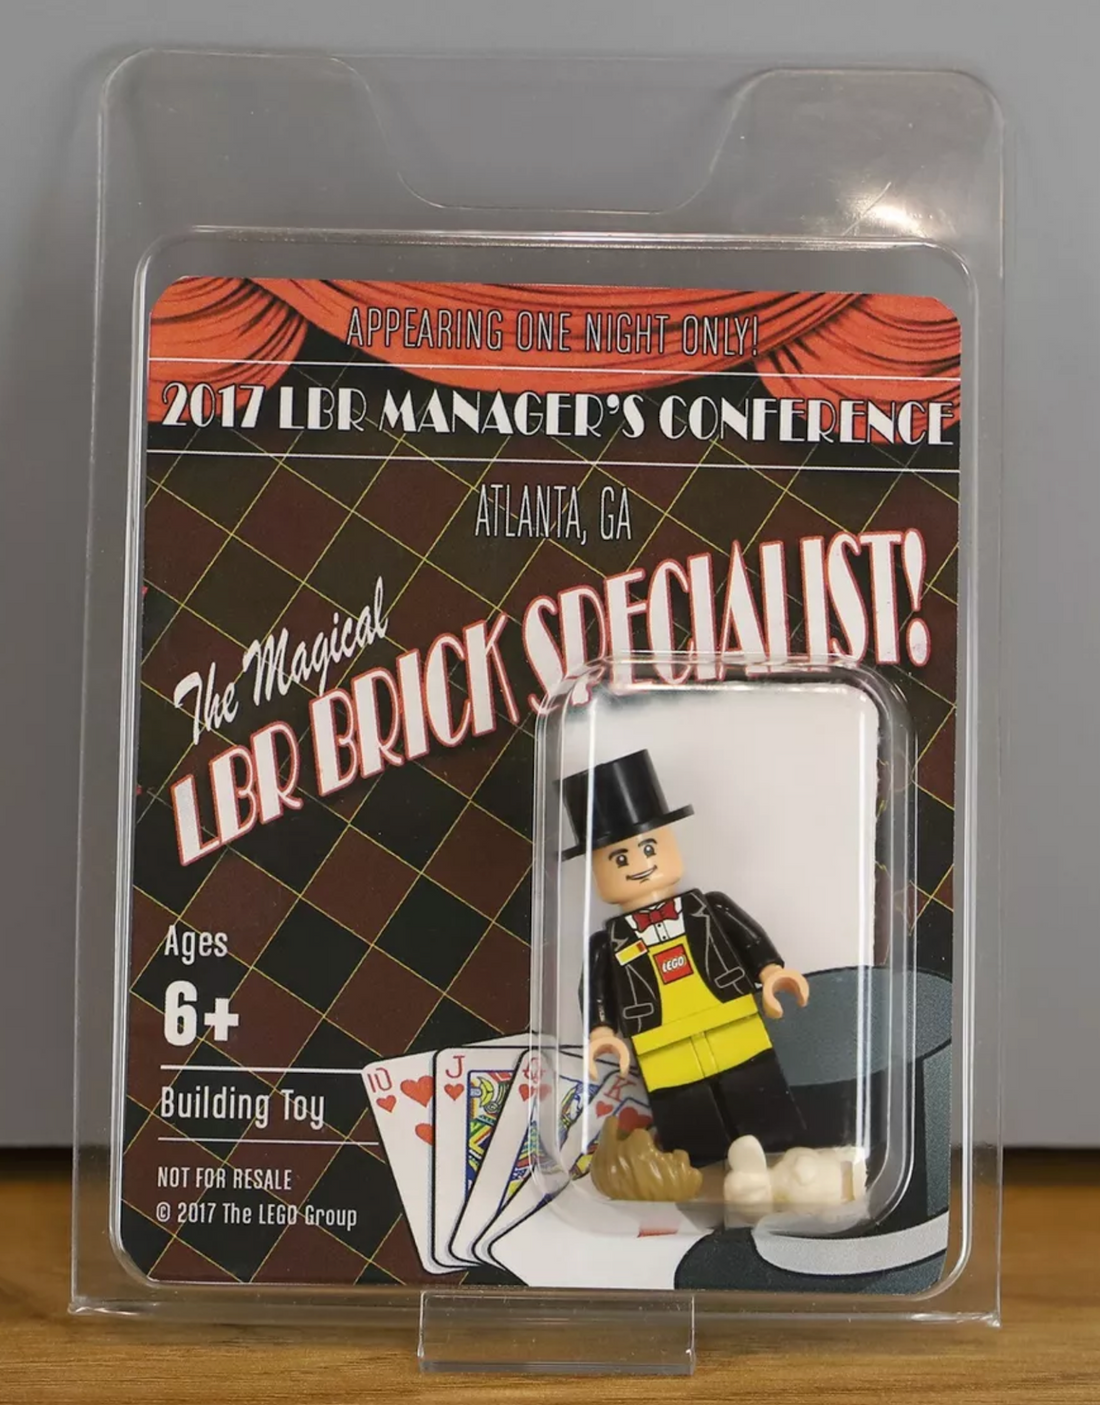 APPEARING ONE NIGHT ONLY!
2017 LBR MANAGER'S CONFERENCE
ATLANTA, GA
The Magical
LBR BRICK SPECIALIST!
Ages
6+
Building Toy
NOT FOR RESALE
© 2017 The LEGO Group
10
J
Q
K
LEGO